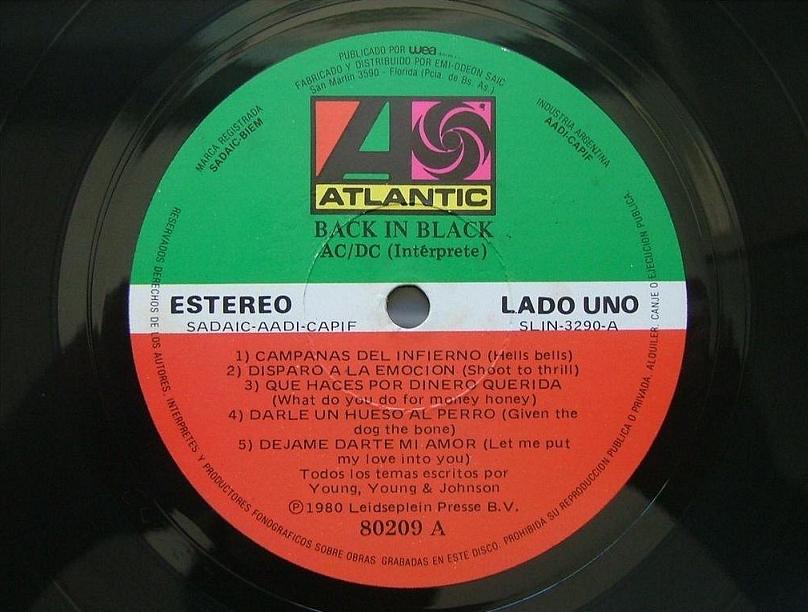 PUBLICADO POR wea
FABRICADO Y DISTRIBUIDO POR EMI-ODEON SAIC
San Martín 3590 - Florida (Pcia. de Bs. As.)
MARCA REGISTRADA
SADAIC-BIEM
INDUSTRIA ARGENTINA
AADI-CAPIF
ATLANTIC
BACK IN BLACK
AC/DC (Intérprete)
ESTEREO
SADAIC-AADI-CAPIF
LADO UNO
SLIN-3290-A
1) CAMPANAS DEL INFIERNO (Hells bells)
2) DISPARO A LA EMOCION (Shoot to thrill)
3) QUE HACES POR DINERO QUERIDA
(What do you do for money honey)
4) DARLE UN HUESO AL PERRO (Given the
dog the bone)
5) DEJAME DARTE MI AMOR (Let me put
my love into you)
Todos los temas escritos por
Young, Young & Johnson
Ⓟ1980 Leidseplein Presse B.V.
80209 A
RESERVADOS DERECHOS DE LOS AUTORES, INTERPRETES Y PRODUCTORES FONOGRAFICOS SOBRE OBRAS GRABADAS EN ESTE DISCO. PROHIBIDA SU REPRODUCCION PUBLICA O PRIVADA, ALQUILER, CANJE O EJECUCION PUBLICA